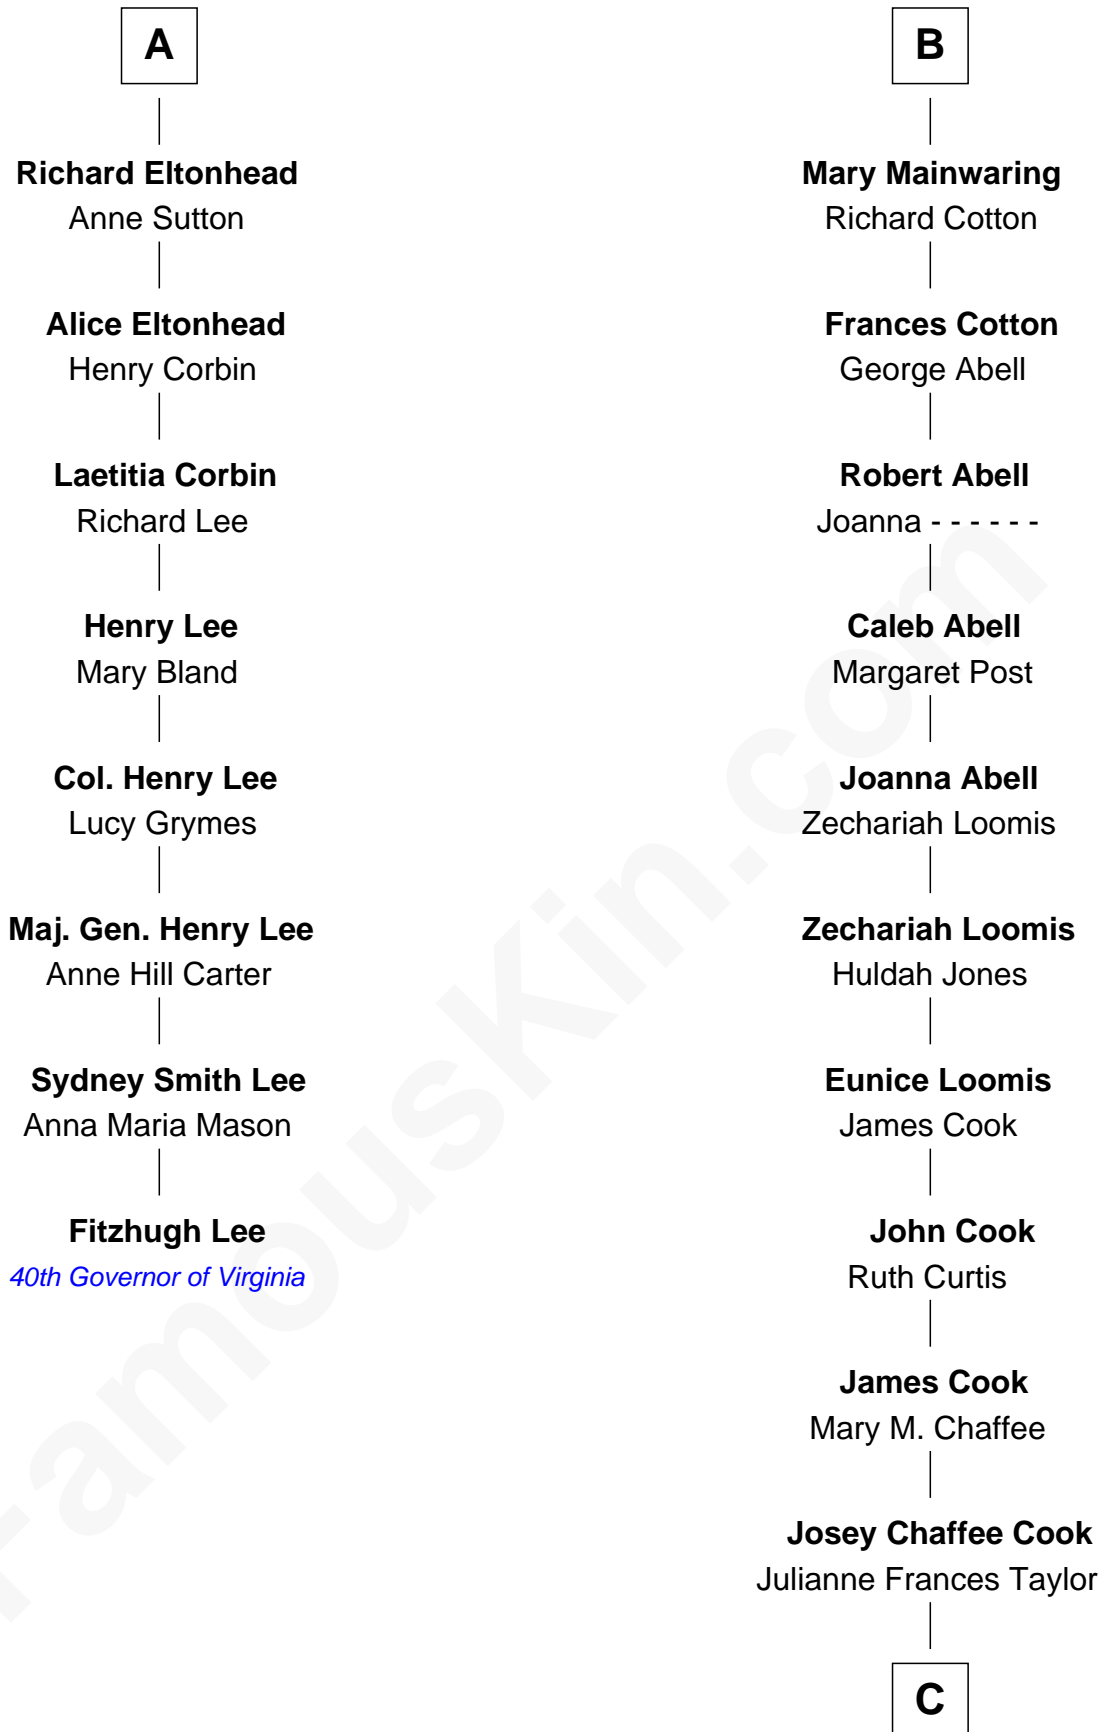 A
Richard Eltonhead
Anne Sutton
Alice Eltonhead
Henry Corbin
Laetitia Corbin
Richard Lee
Henry Lee
Mary Bland
Col. Henry Lee
Lucy Grymes
Maj. Gen. Henry Lee
Anne Hill Carter
Sydney Smith Lee
Anna Maria Mason
Fitzhugh Lee
40th Governor of Virginia
B
Mary Mainwaring
Richard Cotton
Frances Cotton
George Abell
Robert Abell
Joanna - - - - - -
Caleb Abell
Margaret Post
Joanna Abell
Zechariah Loomis
Zechariah Loomis
Huldah Jones
Eunice Loomis
James Cook
John Cook
Ruth Curtis
James Cook
Mary M. Chaffee
Josey Chaffee Cook
Julianne Frances Taylor
C
FamousKin.com